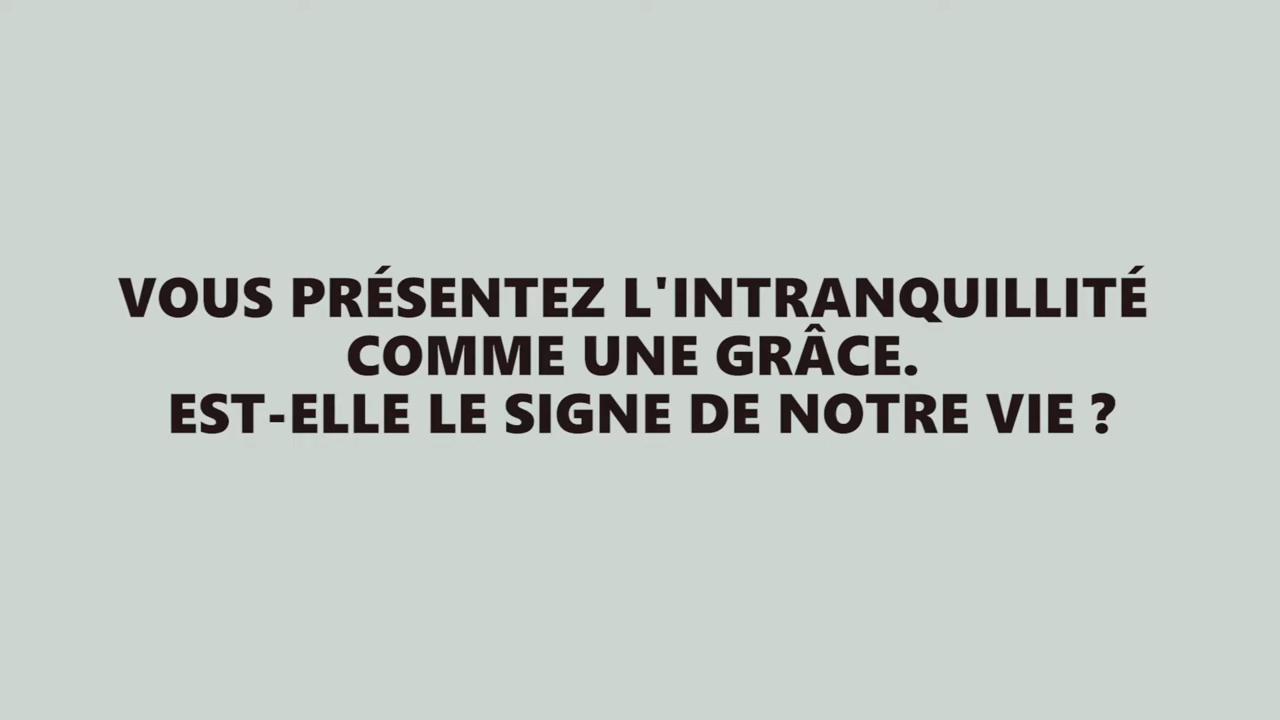 VOUS PRÉSENTEZ L'INTRANQUILLITÉ
COMME UNE GRÂCE.
EST-ELLE LE SIGNE DE NOTRE VIE ?